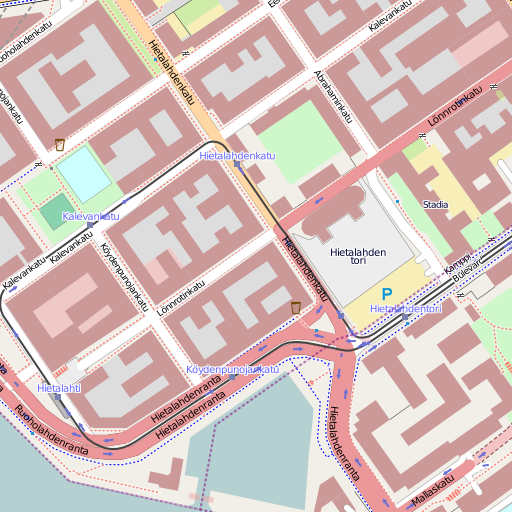 Ruoholahdenkatu
Hietalahdenkatu
Kalevankatu
Abrahaminkatu
Lönnrotinkatu
Hietalahdenkatu
Kalevankatu
Stadia
Hietalahden
tori
Hietalahdenkatu
Kalevankatu
Kalevankatu
Köydenpunojankatu
Lönnrotinkatu
Kamppi
P
Hietalahdentori
Köydenpunojankatu
Hietalahti
Hietalahdenranta
Hietalahdenranta
Ruoholahdenranta
Hietalahdenranta
Mallaskatu